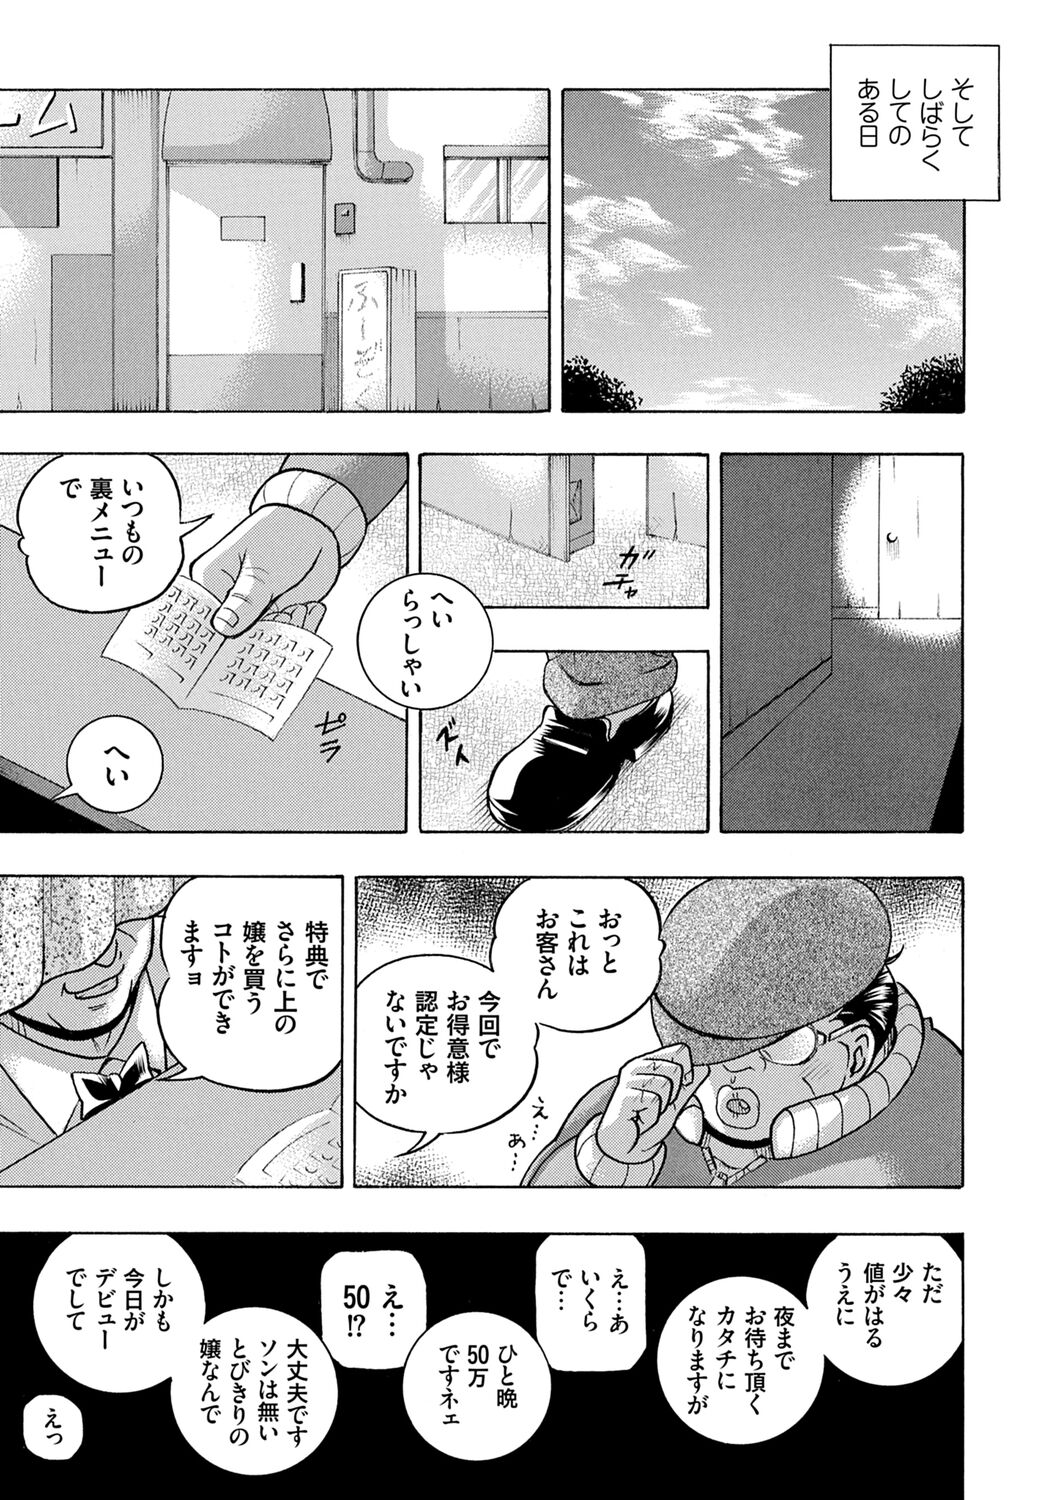 そして
しばらく
しての
ある日
ふーぞく
ガチャ
へい
らっしゃい
ズイ
いつもの
裏メニュー
で
ピラ
へい
おっと
これは
お客さん
今回で
お得意様
認定じゃ
ないですか
え…
あ…
特典で
さらに上の
嬢を買う
コトができ
ますョ
ただ
少々
値がはる
うえに
夜まで
お待ち頂く
カタチに
なりますが
え…あ
いくら
で…
ひと晩
50万
ですネェ
え…
50!?
大丈夫です
ソンは無い
とびきりの
嬢なんで
しかも
今日が
デビュー
でして
えっ